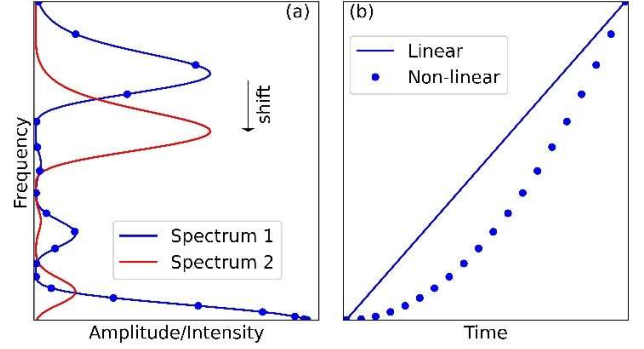 (a)
Frequency
shift
Spectrum 1
Spectrum 2
Amplitude/Intensity
(b)
Linear
Non-linear
Time